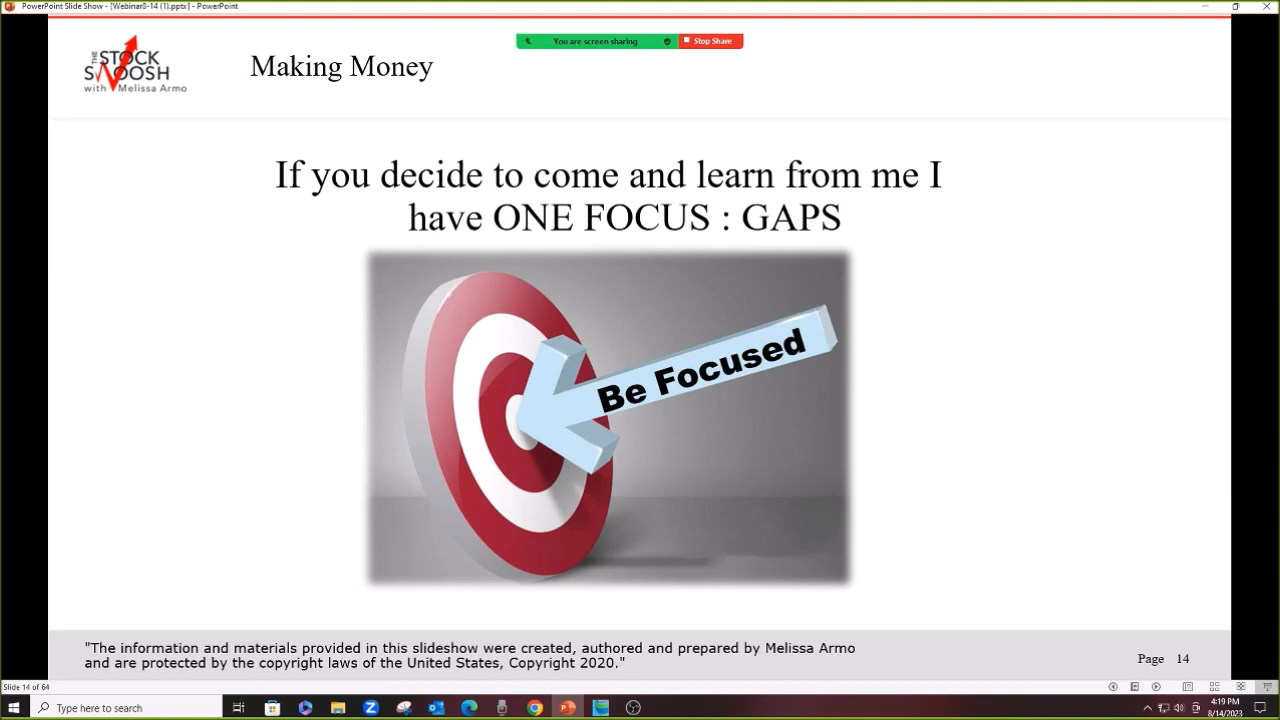 PowerPoint Slide Show - [Webinar8-14 (1).pptx] - PowerPoint
You are screen sharing
Stop Share
THE
STOCK
SWOOSH
with Melissa Armo
Making Money
If you decide to come and learn from me I
have ONE FOCUS : GAPS
Be Focused
"The information and materials provided in this slideshow were created, authored and prepared by Melissa Armo
and are protected by the copyright laws of the United States, Copyright 2020."
Page 14
Slide 14 of 64
Type here to search
4:19 PM
8/14/2023